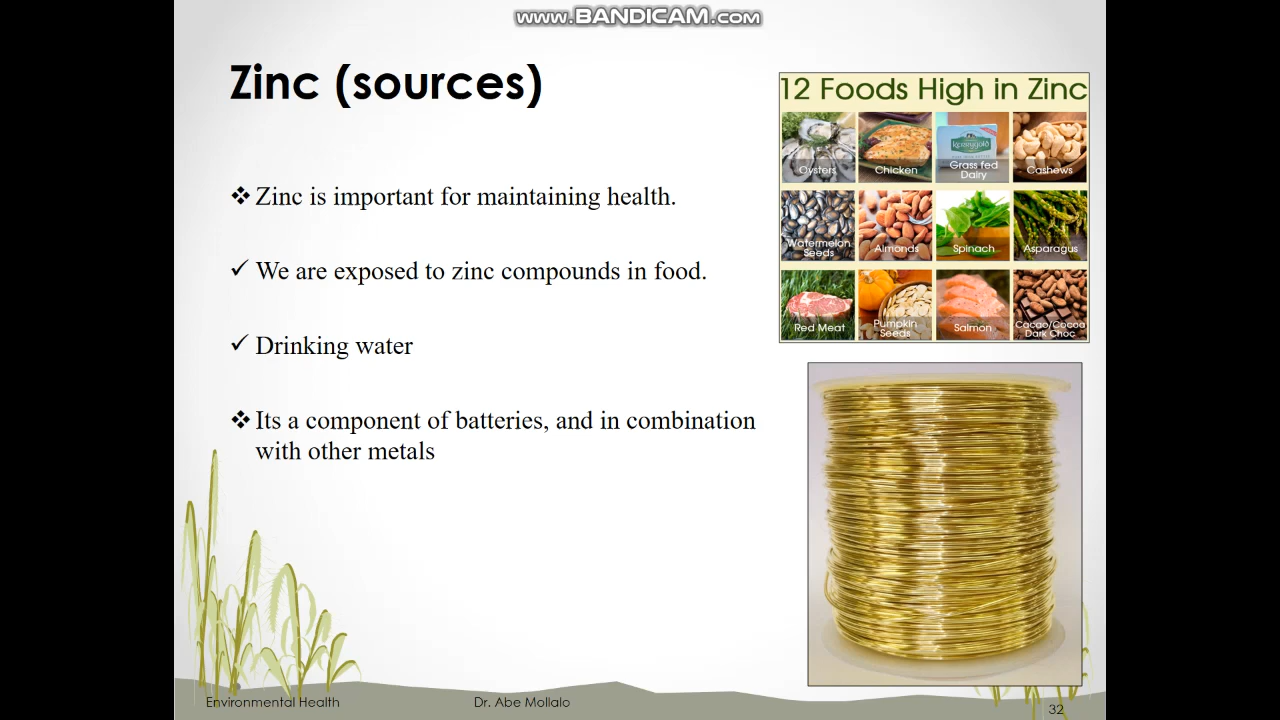 www.BANDICAM.com
Zinc (sources)
Zinc is important for maintaining health.
We are exposed to zinc compounds in food.
Drinking water
Its a component of batteries, and in combination
with other metals
12 Foods High in Zinc
Oysters
Chicken
Kerrygold
Grass fed
Dairy
Cashews
Watermelon
Seeds
Almonds
Spinach
Asparagus
Red Meat
Pumpkin
Seeds
Salmon
Cacao/Cocoa
Dark Choc
Environmental Health
Dr. Abe Mollalo
32